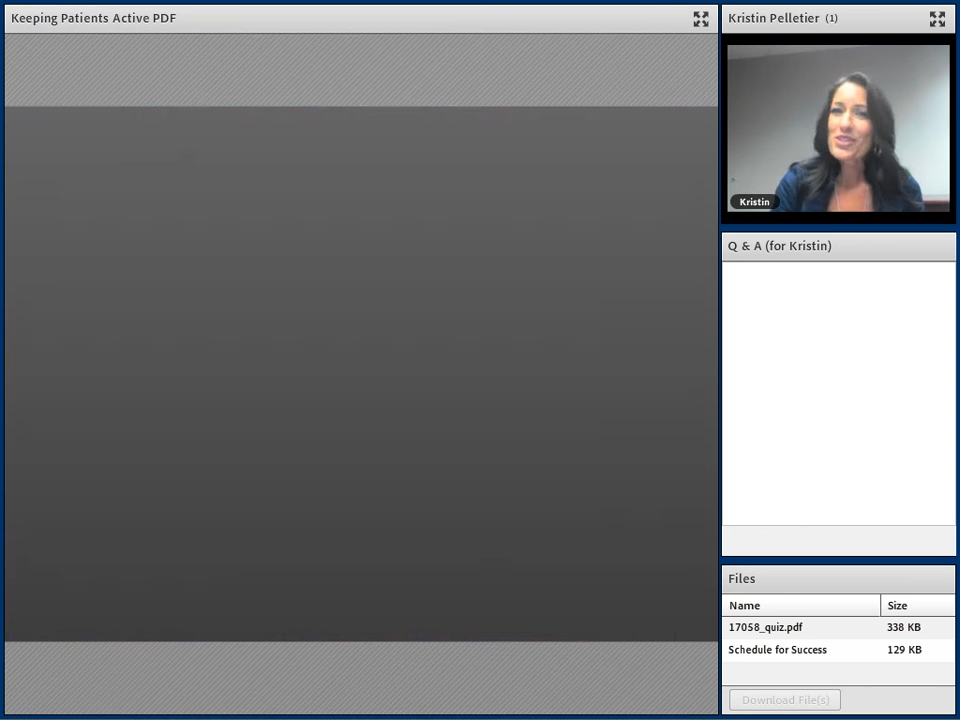 Keeping Patients Active PDF
Kristin Pelletier (1)
Kristin
Q & A (for Kristin)
Files
Name Size
17058_quiz.pdf 338 KB
Schedule for Success 129 KB
Download File(s)